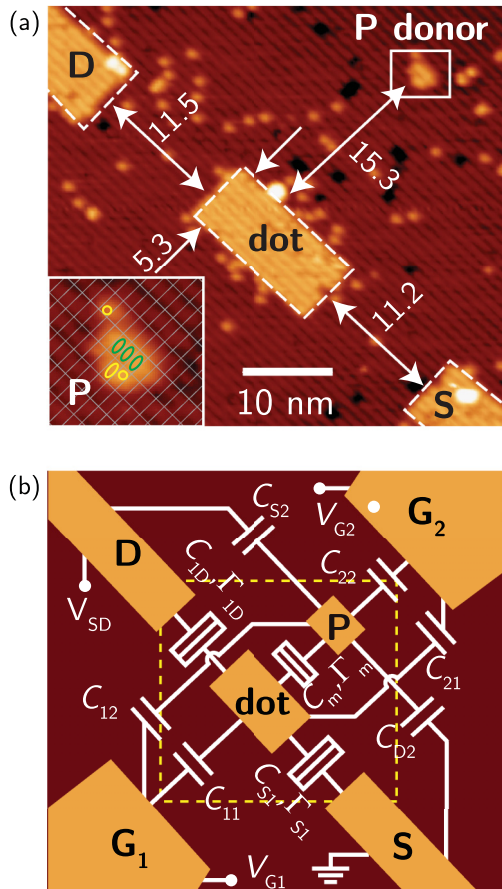 (a)
D
P donor
11.5
15.3
dot
5.3
11.2
P
10 nm
S
(b)
C_S2
V_G2
G_2
D
C_1D, Γ_1D
C_22
V_SD
P
C_12
C_m, Γ_m
C_21
dot
C_D2
C_11
C_S1, Γ_S1
G_1
S
V_G1